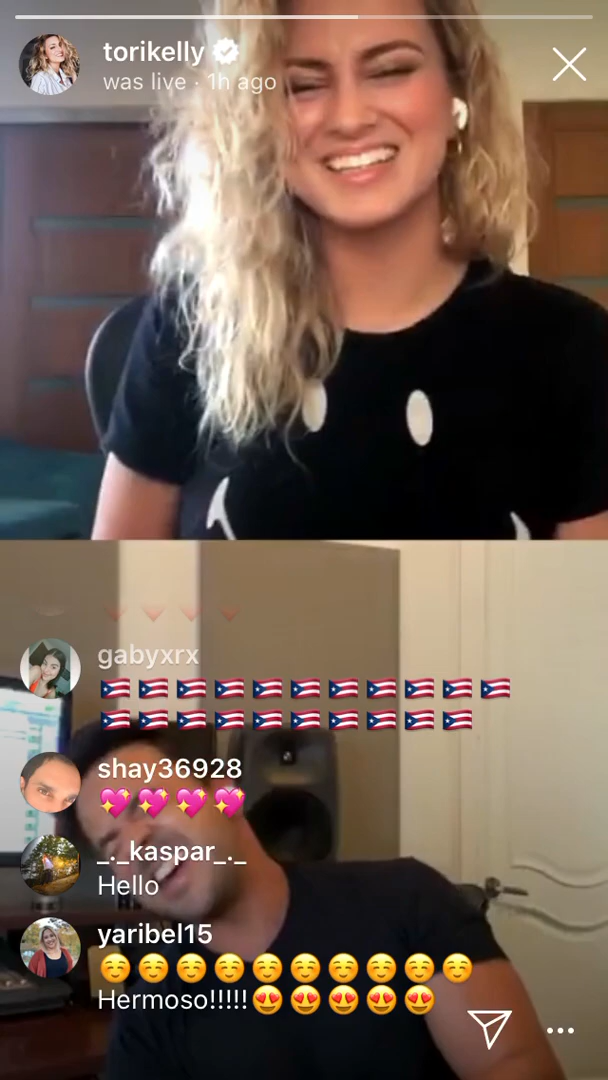 torikelly
was live · 1h ago
gabyxrx
🇵🇷🇵🇷🇵🇷🇵🇷🇵🇷🇵🇷🇵🇷🇵🇷🇵🇷🇵🇷🇵🇷
🇵🇷🇵🇷🇵🇷🇵🇷🇵🇷🇵🇷🇵🇷🇵🇷🇵🇷🇵🇷
shay36928
💖💖💖💖
_._kaspar_._
Hello
yaribel15
☺️☺️☺️☺️☺️☺️☺️☺️☺️☺️
Hermoso!!!!!😍😍😍😍😍